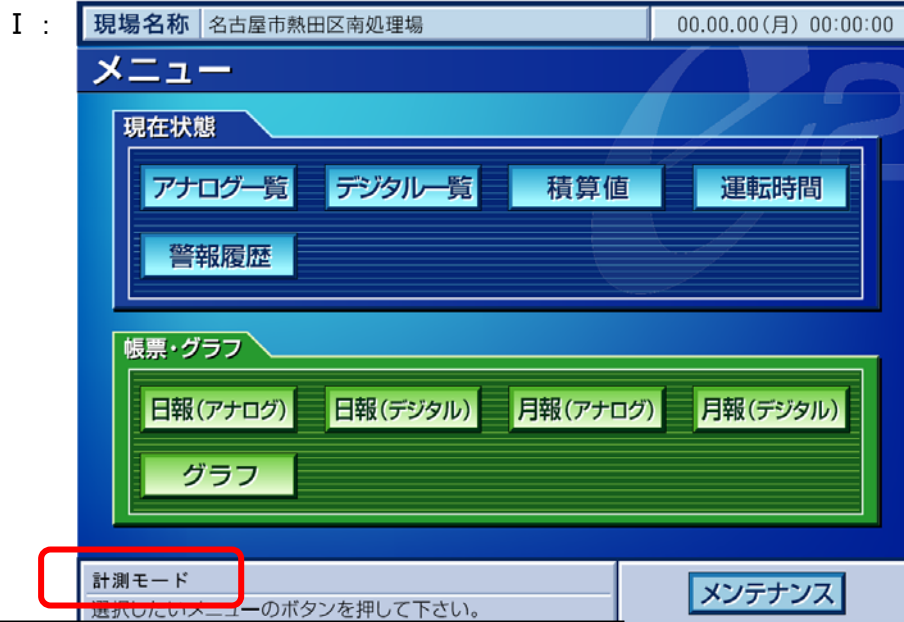 Ⅰ：
現場名称 名古屋市熱田区南処理場 00.00.00(月) 00:00:00
メニュー
現在状態
アナログ一覧 デジタル一覧 積算値 運転時間
警報履歴
帳票・グラフ
日報(アナログ) 日報(デジタル) 月報(アナログ) 月報(デジタル)
グラフ
計測モード
選択したいメニューのボタンを押して下さい。
メンテナンス